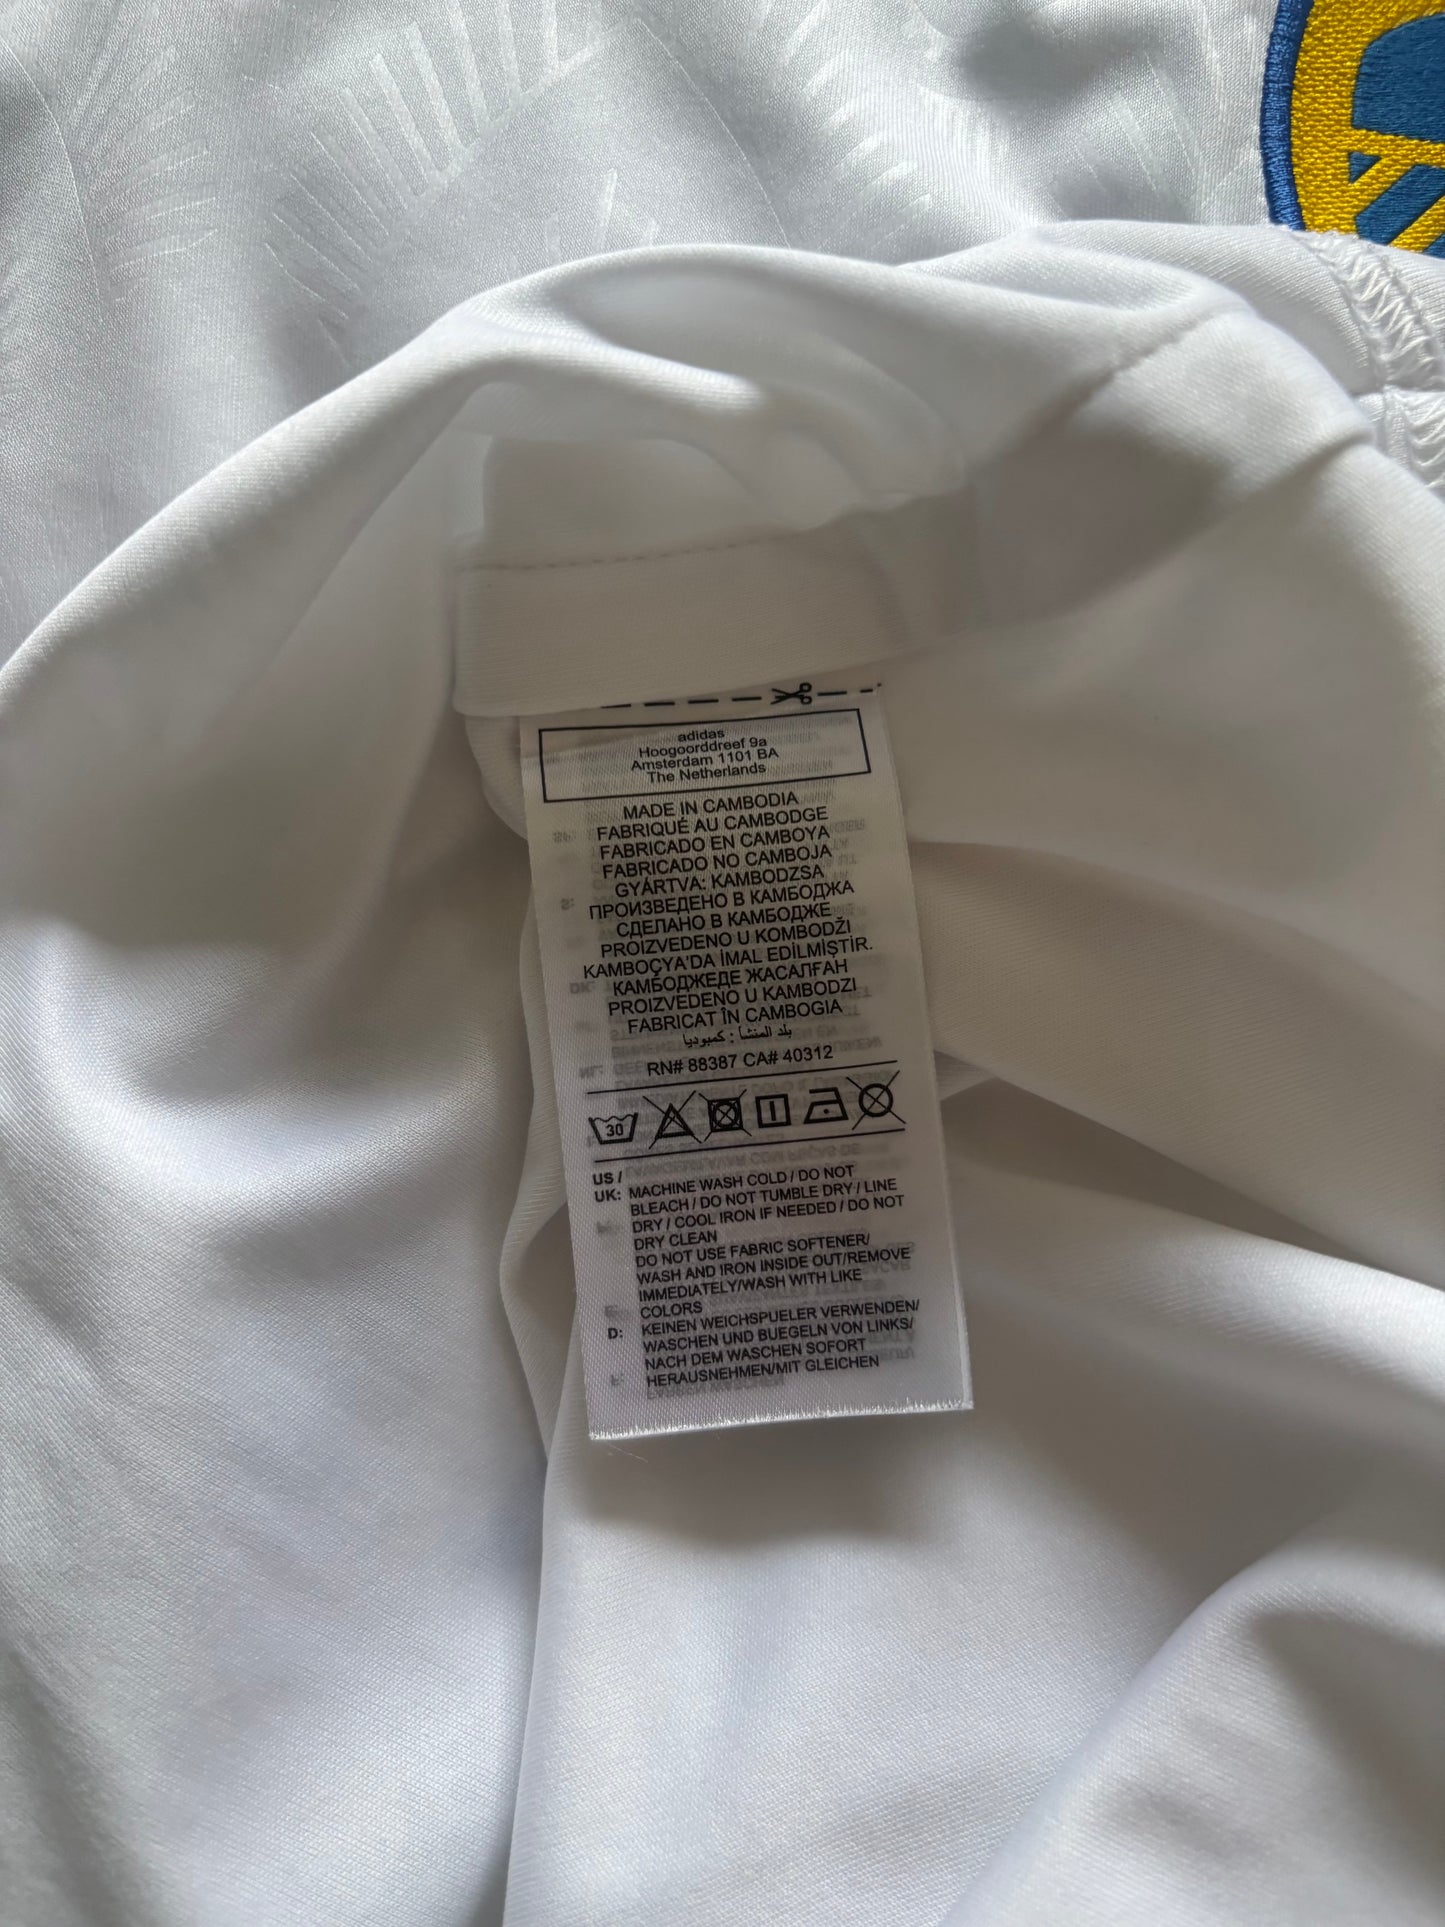 adidas
Hoogoorddreef 9a
Amsterdam 1101 BA
The Netherlands
MADE IN CAMBODIA
FABRIQUÉ AU CAMBODGE
FABRICADO EN CAMBOYA
FABRICADO NO CAMBOJA
GYÁRTVA: KAMBODZSA
ПРОИЗВЕДЕНО В КАМБОДЖА
СДЕЛАНО В КАМБОДЖЕ
PROIZVEDENO U KOMBODŽI
KAMBOÇYA'DA İMAL EDİLMİŞTİR.
КАМБОДЖЕДЕ ЖАСАЛҒАН
PROIZVEDENO U KAMBODZI
FABRICAT ÎN CAMBOGIA
بلد المنشأ : كمبوديا
RN# 88387 CA# 40312
30
US /
UK: MACHINE WASH COLD / DO NOT
BLEACH / DO NOT TUMBLE DRY / LINE
DRY / COOL IRON IF NEEDED / DO NOT
DRY CLEAN
DO NOT USE FABRIC SOFTENER/
WASH AND IRON INSIDE OUT/REMOVE
IMMEDIATELY/WASH WITH LIKE
COLORS
D: KEINEN WEICHSPUELER VERWENDEN/
WASCHEN UND BUEGELN VON LINKS/
NACH DEM WASCHEN SOFORT
HERAUSNEHMEN/MIT GLEICHEN